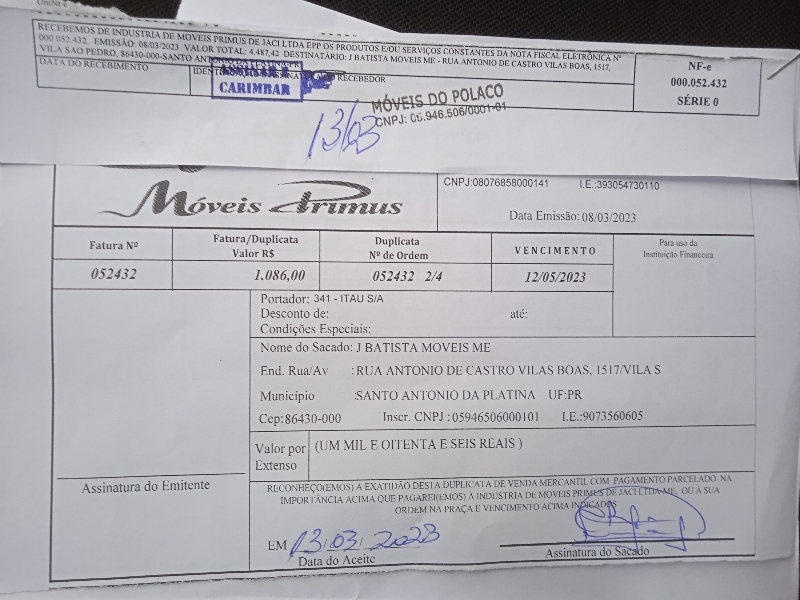 RECEBEMOS DE INDUSTRIA DE MOVEIS PRIMUS DE JACI LTDA EPP OS PRODUTOS E/OU SERVIÇOS CONSTANTES DA NOTA FISCAL ELETRÔNICA Nº
000.052.432 EMISSÃO: 08/03/2023 VALOR TOTAL: 4.487,42 DESTINATÁRIO: J BATISTA MOVEIS ME - RUA ANTONIO DE CASTRO VILAS BOAS, 1517,
VILA SAO PEDRO, 86430-000-SANTO ANTONIO
DATA DO RECEBIMENTO
RECEBEDOR
CARIMBAR
NF-e
000.052.432
SÉRIE 0
MÓVEIS DO POLACO
CNPJ: 05.946.506/0001-01
13/03
Móveis Primus
CNPJ:08076858000141 I.E.:393054730110
Data Emissão: 08/03/2023
Fatura Nº
Fatura/Duplicata
Valor R$
Duplicata
Nº de Ordem
VENCIMENTO
Para uso da
Instituição Financeira
052432
1.086,00
052432 2/4
12/05/2023
Portador: 341 - ITAU S/A
Desconto de: até:
Condições Especiais:
Nome do Sacado: J BATISTA MOVEIS ME
End. Rua/Av :RUA ANTONIO DE CASTRO VILAS BOAS, 1517/VILA S
Município :SANTO ANTONIO DA PLATINA UF:PR
Cep:86430-000 Inscr. CNPJ :05946506000101 I.E.:9073560605
Valor por
Extenso
(UM MIL E OITENTA E SEIS REAIS )
Assinatura do Emitente
RECONHEÇO(EMOS) A EXATIDÃO DESTA DUPLICATA DE VENDA MERCANTIL COM PAGAMENTO PARCELADO NA
IMPORTÂNCIA ACIMA QUE PAGAREI(EMOS) À INDUSTRIA DE MOVEIS PRIMUS DE JACI LTDA-ME, OU À SUA
ORDEM NA PRAÇA E VENCIMENTO ACIMA INDICADOS
EM 13/03/2023
Data do Aceite
Assinatura do Sacado